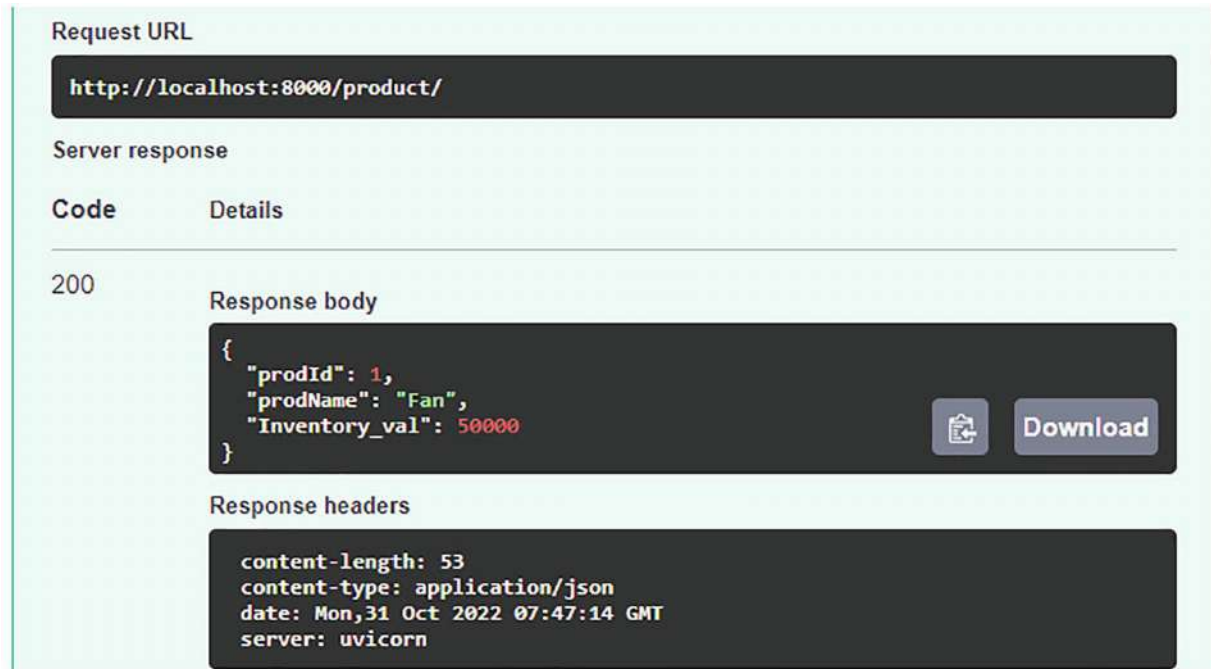 Request URL
http://localhost:8000/product/
Server response
Code Details
200
Response body
{
"prodId": 1,
"prodName": "Fan",
"Inventory_val": 50000
}
Download
Response headers
content-length: 53
content-type: application/json
date: Mon,31 Oct 2022 07:47:14 GMT
server: uvicorn